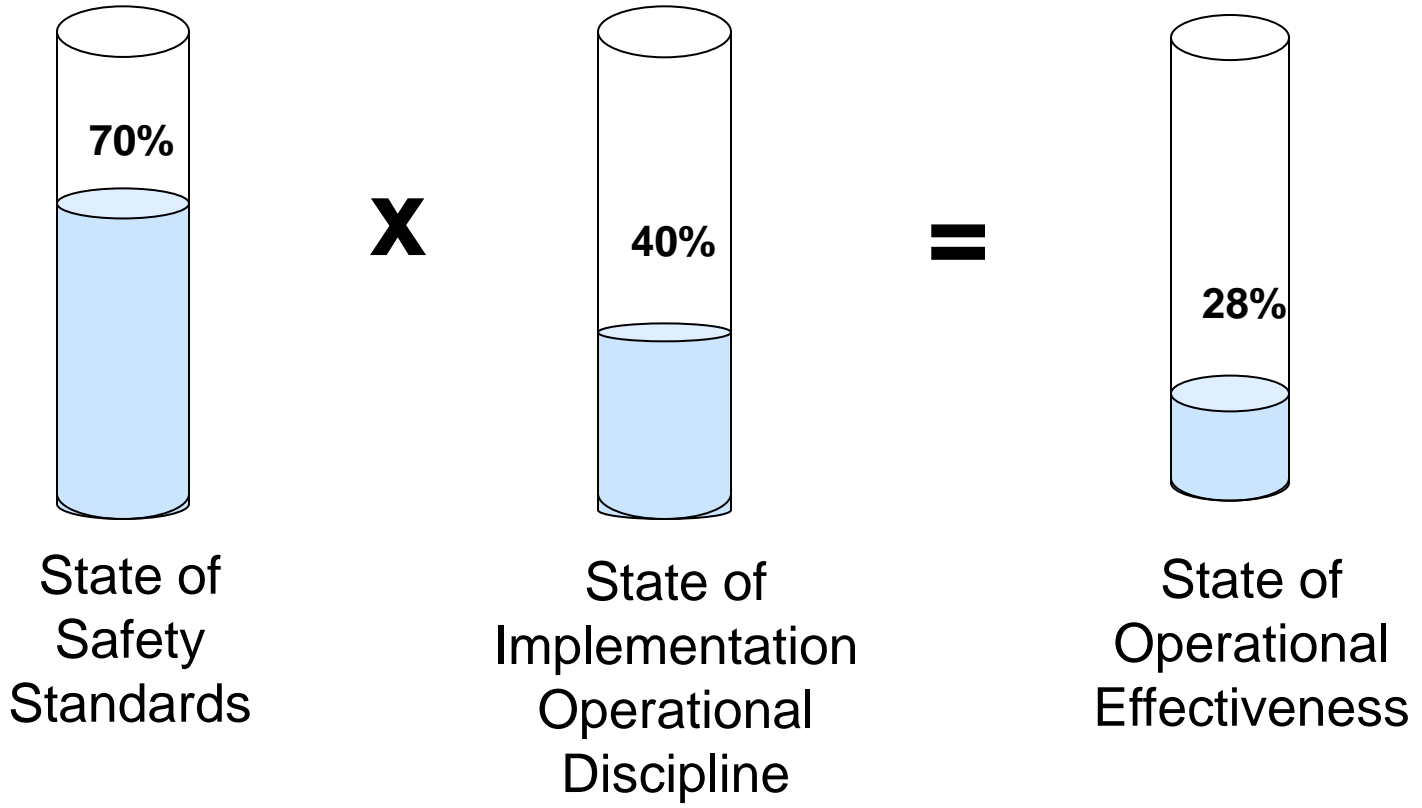 70%
x
40%
=
28%
State of
Safety
Standards
State of
Implementation
Operational
Discipline
State of
Operational
Effectiveness